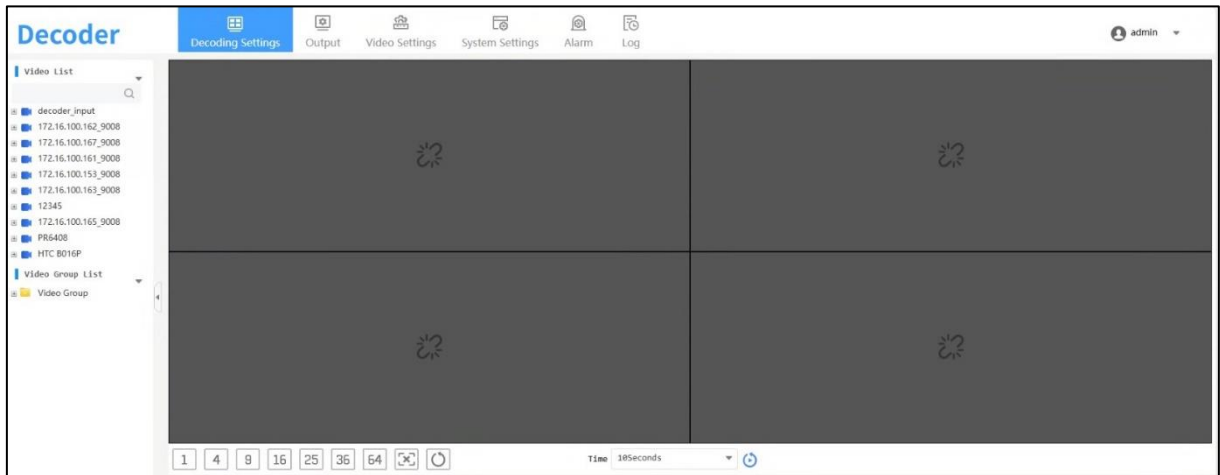 Decoder
Decoding Settings
Output
Video Settings
System Settings
Alarm
Log
admin
Video List
decoder_input
172.16.100.162_9008
172.16.100.167_9008
172.16.100.161_9008
172.16.100.153_9008
172.16.100.163_9008
12345
172.16.100.165_9008
PR6408
HTC B016P
Video Group List
Video Group
1 4 9 16 25 36 64
Time 10Seconds